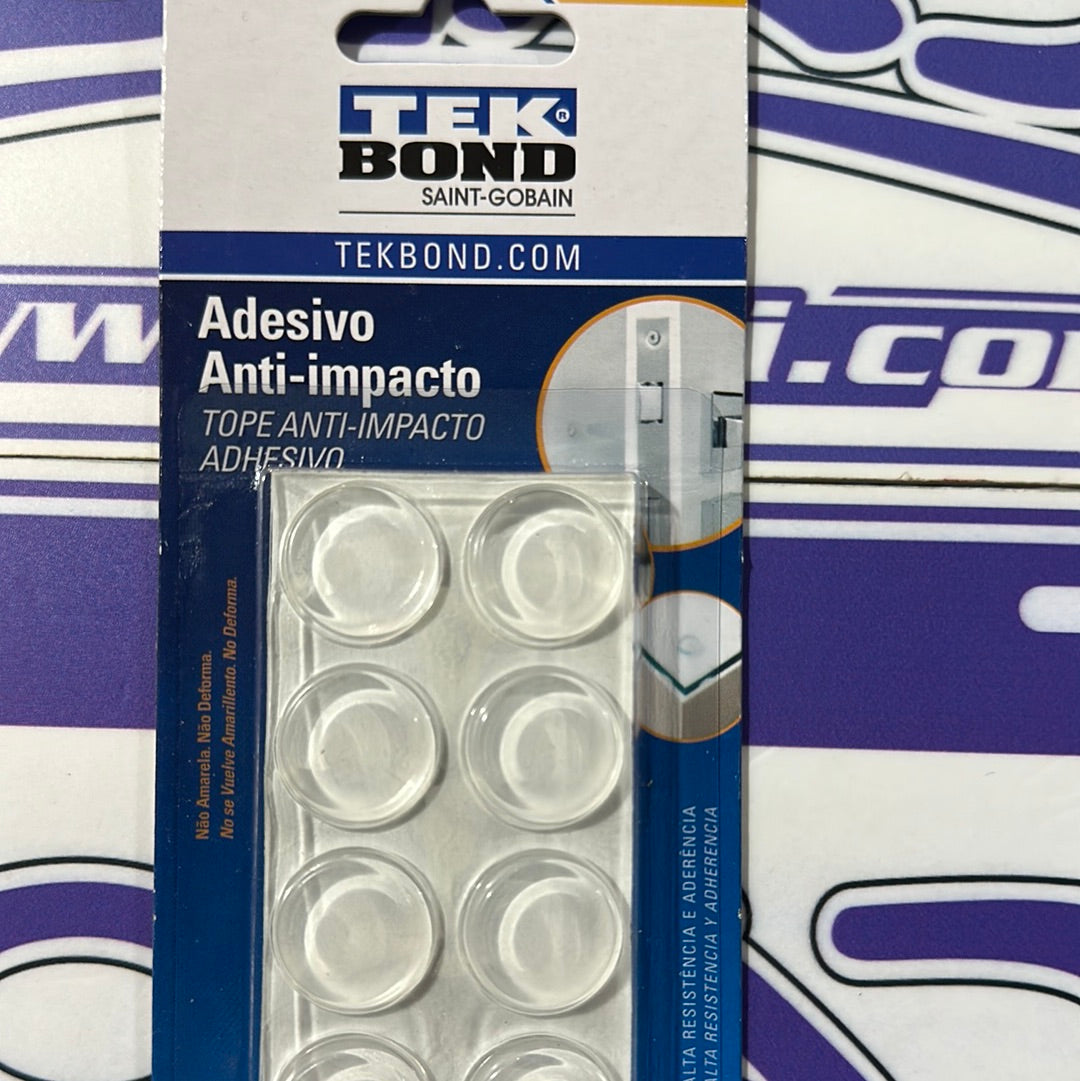 TEK®
BOND
SAINT-GOBAIN
TEKBOND.COM
Adesivo
Anti-impacto
TOPE ANTI-IMPACTO
ADHESIVO
Não Amarela. Não Deforma.
No se Vuelve Amarillento. No Deforma.
ALTA RESISTÊNCIA E ADERÊNCIA
ALTA RESISTENCIA Y ADHERENCIA